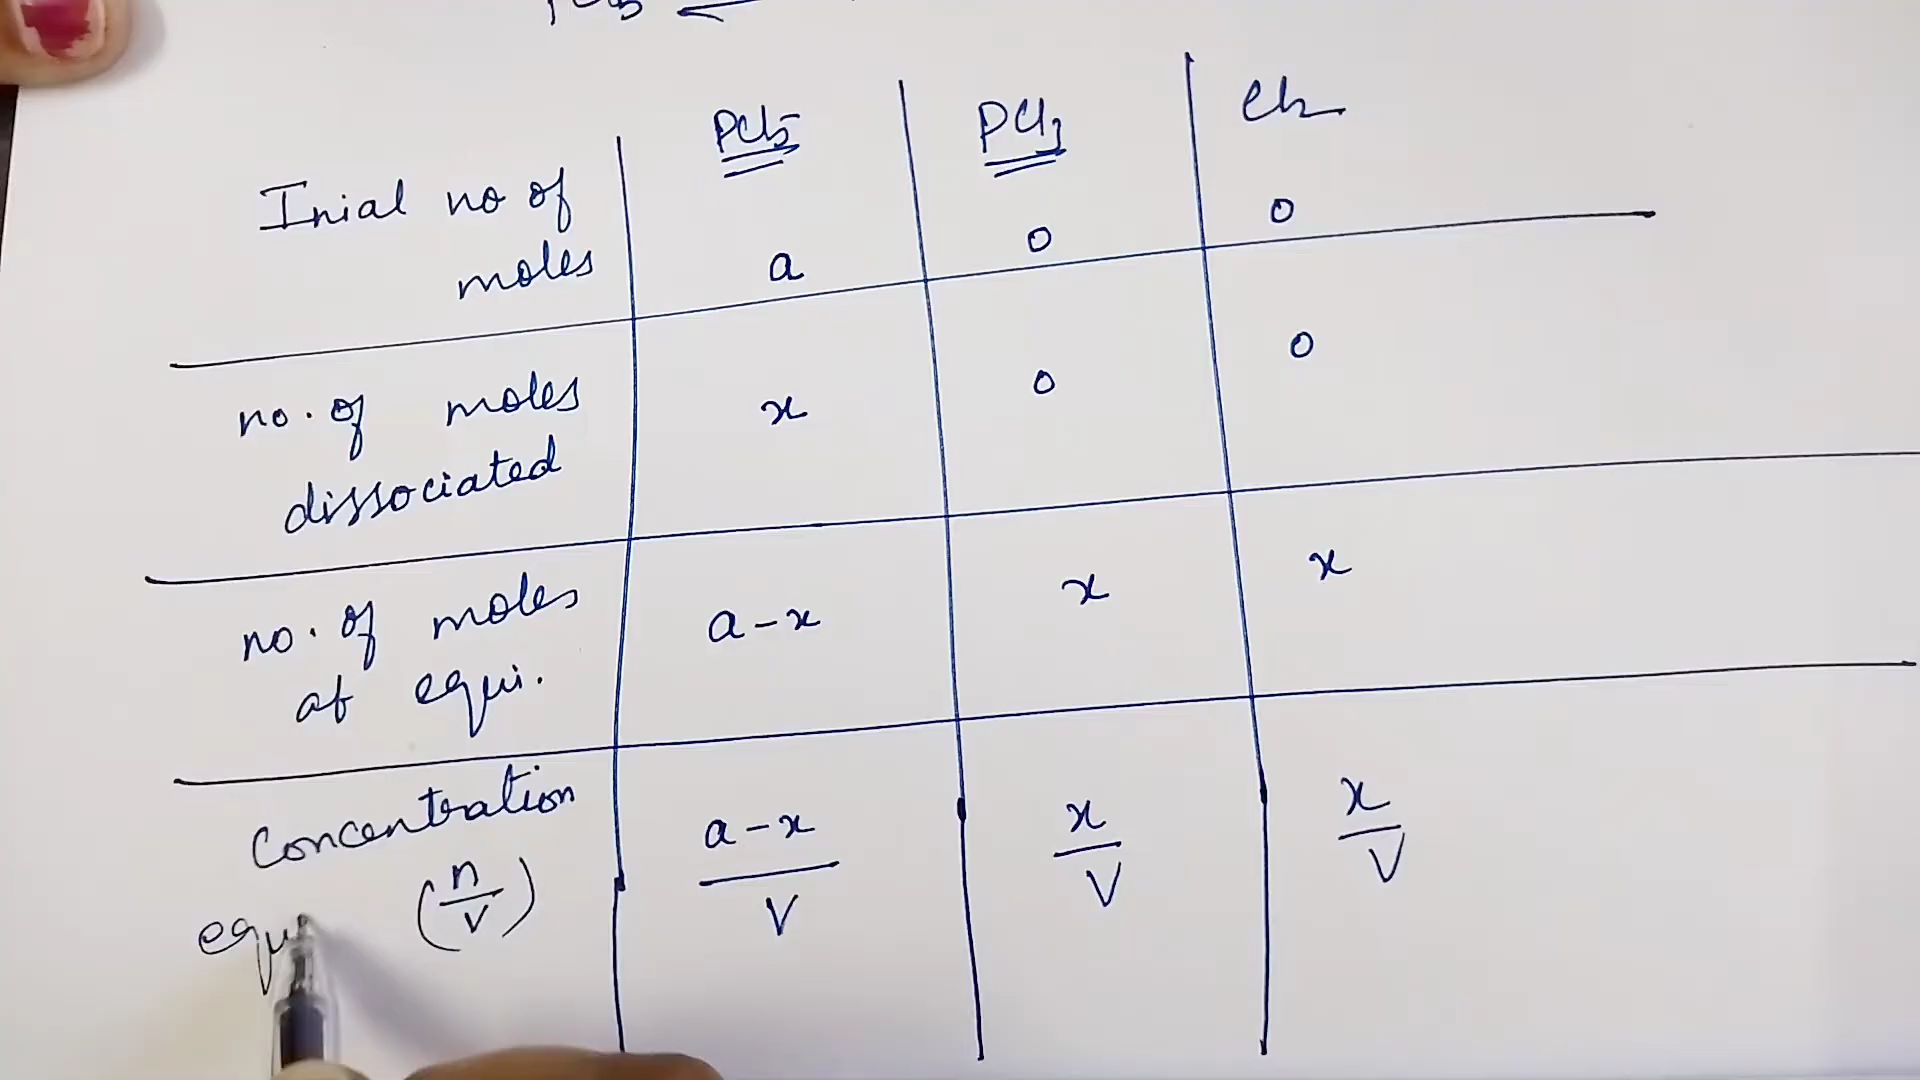 PCl5 PCl3 Cl2
Inial no of
moles a 0 0
no. of moles
dissociated x 0 0
no. of moles
at equi. a-x x x
Concentration
equi (n/V) a-x/V x/V x/V